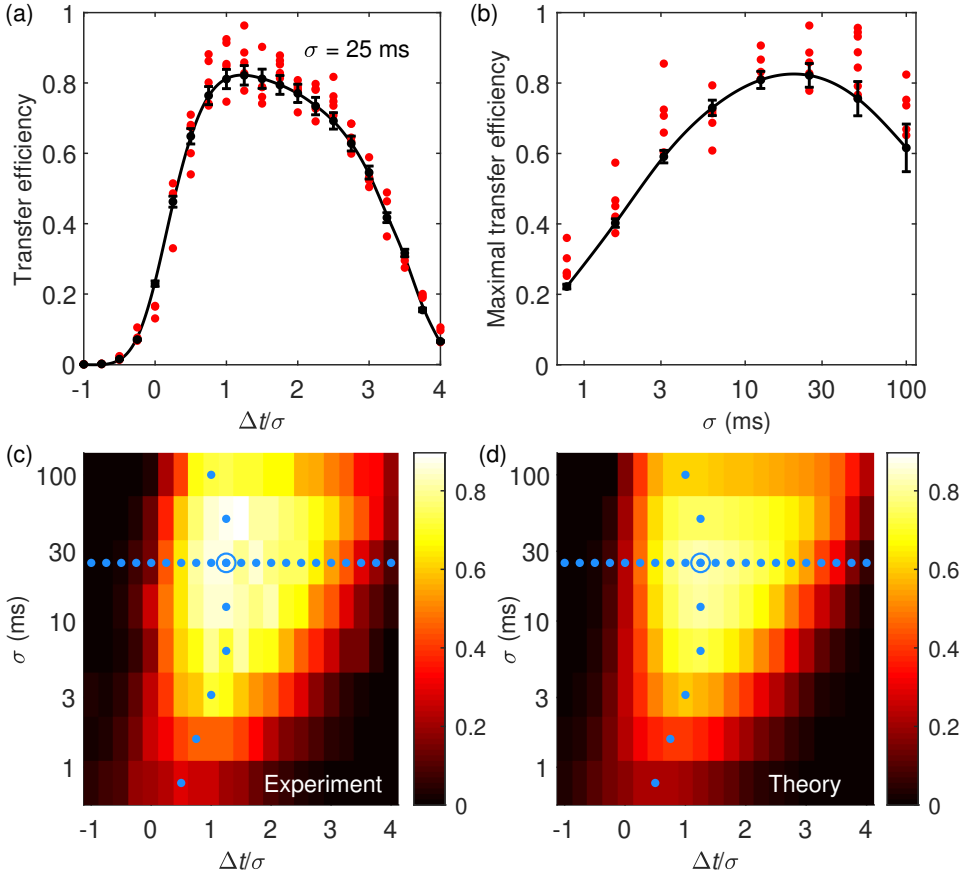 (a)
σ = 25 ms
Transfer efficiency
1
0.8
0.6
0.4
0.2
0
-1 0 1 2 3 4
Δt/σ
(b)
Maximal transfer efficiency
1
0.8
0.6
0.4
0.2
0
1 3 10 30 100
σ (ms)
(c)
σ (ms)
100
30
10
3
1
Experiment
-1 0 1 2 3 4
Δt/σ
0.8
0.6
0.4
0.2
0
(d)
σ (ms)
100
30
10
3
1
Theory
-1 0 1 2 3 4
Δt/σ
0.8
0.6
0.4
0.2
0